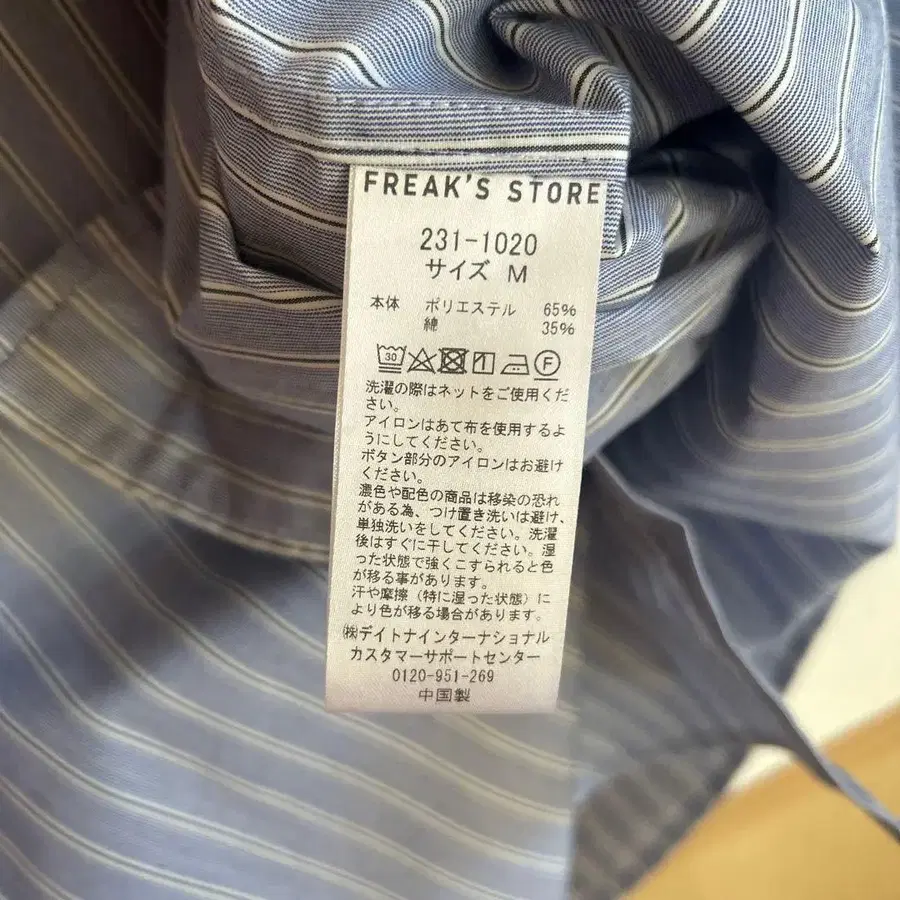 FREAK'S STORE
231-1020
サイズ M
本体 ポリエステル 65%
綿 35%
30 F
洗濯の際はネットをご使用くだ
さい。
アイロンはあて布を使用するよ
うにしてください。
ボタン部分のアイロンはお避け
ください。
濃色や配色の商品は移染の恐れ
がある為、つけ置き洗いは避け、
単独洗いをしてください。洗濯
後はすぐに干してください。湿
った状態で強くこすられると色
が移る事があります。
汗や摩擦（特に湿った状態）に
より色が移る場合があります。
㈱デイトナインターナショナル
カスタマーサポートセンター
0120-951-269
中国製